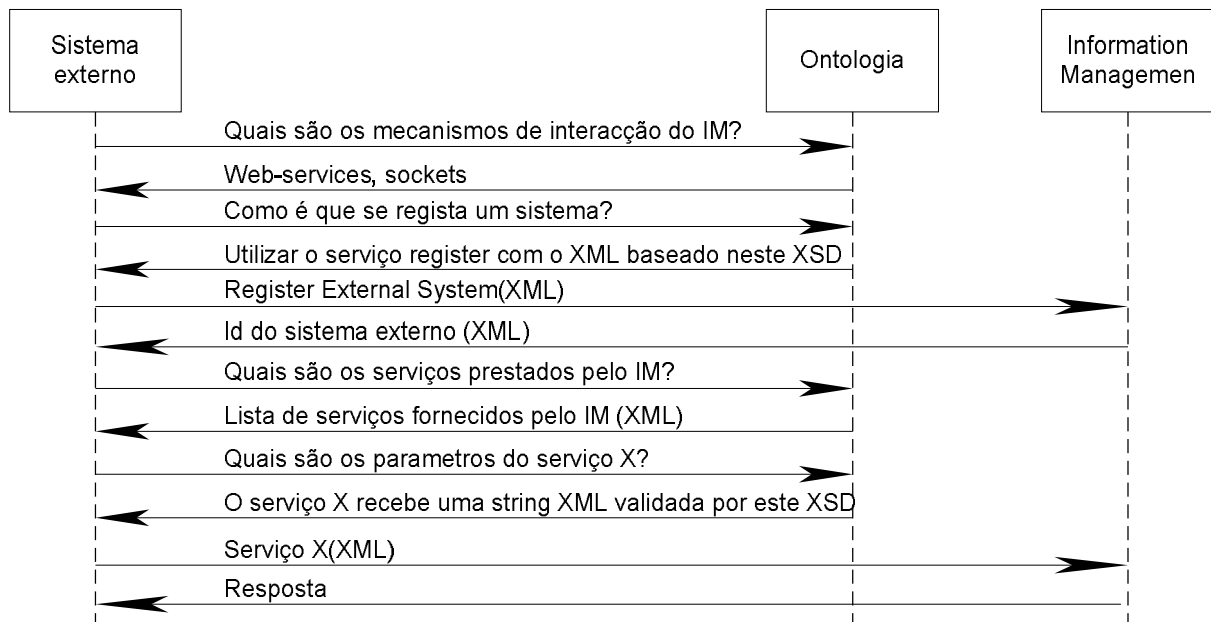 Sistema
externo
Ontologia
Information
Managemen
Quais são os mecanismos de interacção do IM?
Web-services, sockets
Como é que se regista um sistema?
Utilizar o serviço register com o XML baseado neste XSD
Register External System(XML)
Id do sistema externo (XML)
Quais são os serviços prestados pelo IM?
Lista de serviços fornecidos pelo IM (XML)
Quais são os parametros do serviço X?
O serviço X recebe uma string XML validada por este XSD
Serviço X(XML)
Resposta